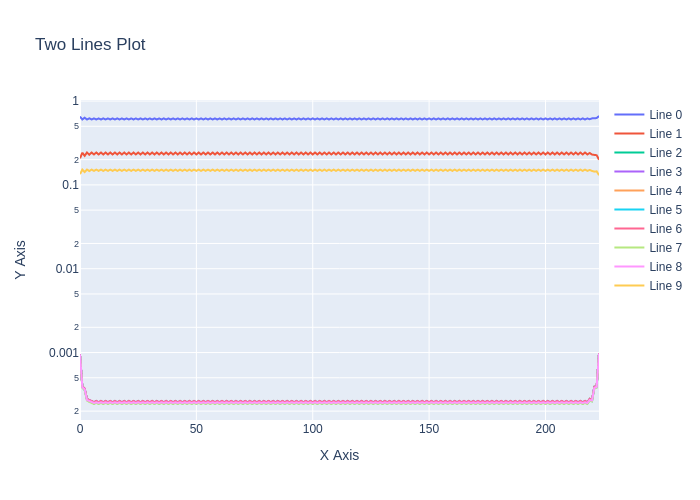 Two Lines Plot
1
5
2
0.1
5
2
0.01
5
2
0.001
5
2
0
50
100
150
200
X Axis
Y Axis
Line 0
Line 1
Line 2
Line 3
Line 4
Line 5
Line 6
Line 7
Line 8
Line 9